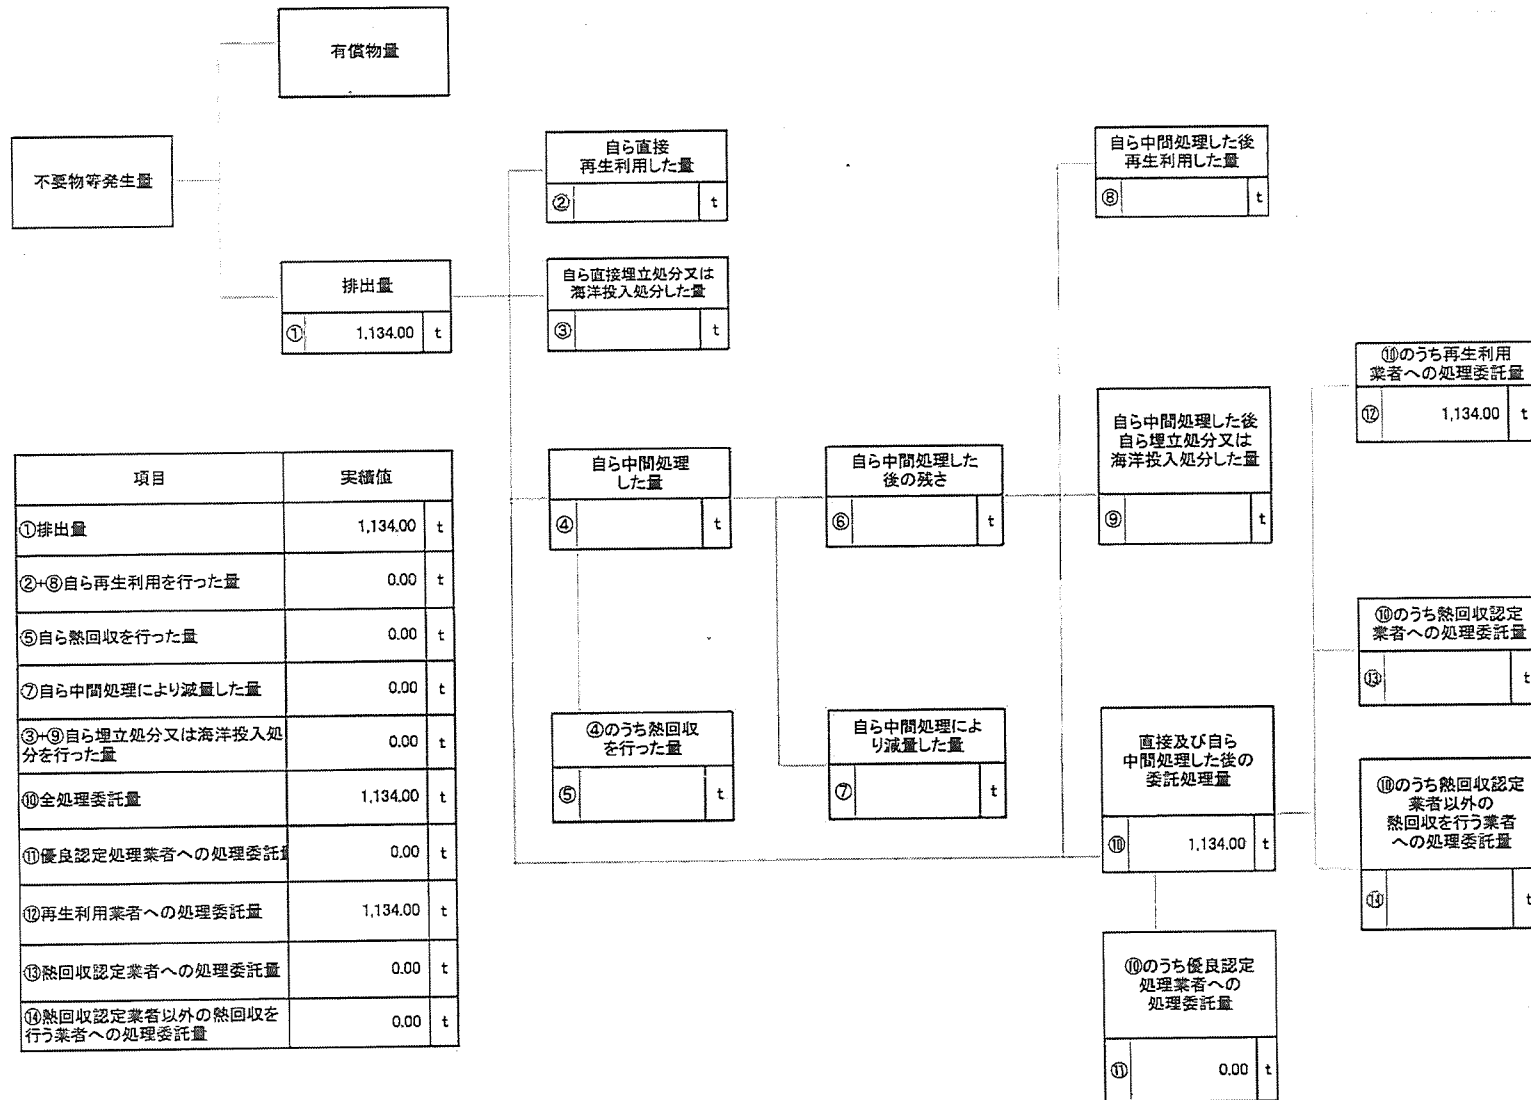 有償物量
不要物等発生量
排出量
① 1,134.00 t
自ら直接
再生利用した量
② t
自ら直接埋立処分又は
海洋投入処分した量
③ t
自ら中間処理
した量
④ t
④のうち熱回収
を行った量
⑤ t
自ら中間処理した
後の残さ
⑥ t
自ら中間処理によ
り減量した量
⑦ t
自ら中間処理した後
再生利用した量
⑧ t
自ら中間処理した後
自ら埋立処分又は
海洋投入処分した量
⑨ t
直接及び自ら
中間処理した後の
委託処理量
⑩ 1,134.00 t
⑩のうち優良認定
処理業者への
処理委託量
⑪ 0.00 t
⑩のうち再生利用
業者への処理委託量
⑫ 1,134.00 t
⑩のうち熱回収認定
業者への処理委託量
⑬ t
⑩のうち熱回収認定
業者以外の
熱回収を行う業者
への処理委託量
⑭ t
項目 実績値
①排出量 1,134.00 t
②+⑧自ら再生利用を行った量 0.00 t
⑤自ら熱回収を行った量 0.00 t
⑦自ら中間処理により減量した量 0.00 t
③+⑨自ら埋立処分又は海洋投入処
分を行った量 0.00 t
⑩全処理委託量 1,134.00 t
⑪優良認定処理業者への処理委託量 0.00 t
⑫再生利用業者への処理委託量 1,134.00 t
⑬熱回収認定業者への処理委託量 0.00 t
⑭熱回収認定業者以外の熱回収を
行う業者への処理委託量 0.00 t